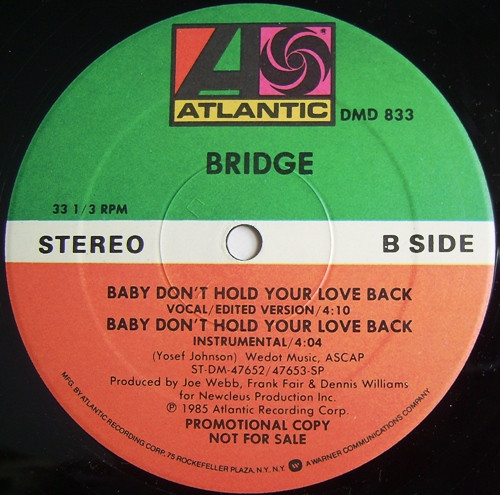 ATLANTIC
DMD 833
BRIDGE
33 1/3 RPM
STEREO
B SIDE
BABY DON'T HOLD YOUR LOVE BACK
VOCAL/EDITED VERSION/4:10
BABY DON'T HOLD YOUR LOVE BACK
INSTRUMENTAL/4:04
(Yosef Johnson) Wedot Music, ASCAP
ST-DM-47652/47653-SP
Produced by Joe Webb, Frank Fair & Dennis Williams
for Newcleus Production Inc.
℗ 1985 Atlantic Recording Corp.
PROMOTIONAL COPY
NOT FOR SALE
MFG. BY ATLANTIC RECORDING CORP. 75 ROCKEFELLER PLAZA, N.Y. N.Y. A WARNER COMMUNICATIONS COMPANY